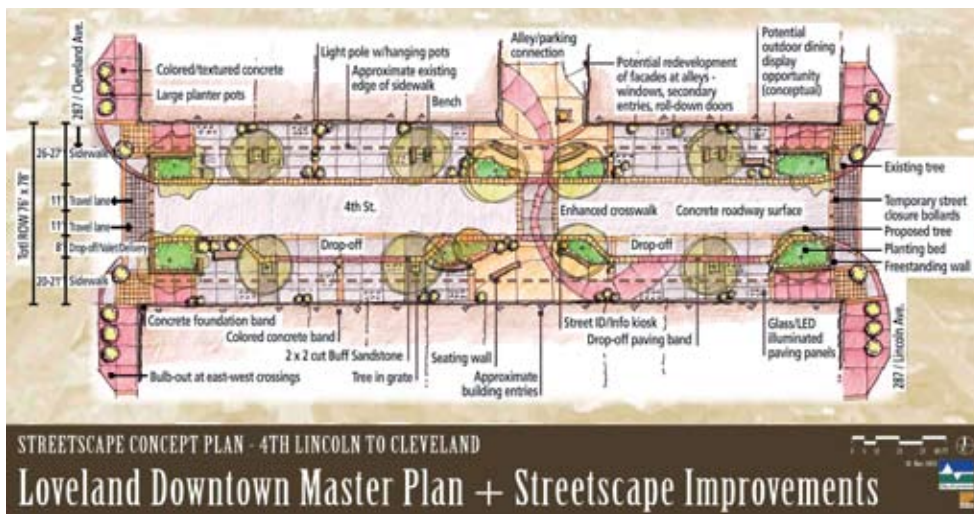 287 / Cleveland Ave.
Colored/textured concrete
Large planter pots
Light pole w/hanging pots
Approximate existing
edge of sidewalk
Bench
Alley/parking
connection
Potential redevelopment
of facades at alleys -
windows, secondary
entries, roll-down doors
Potential
outdoor dining
display
opportunity
(conceptual)
Total ROW 76' x 78'
26-27'
Sidewalk
11'
Travel lane
11'
Travel lane
8'
Drop-off/Valet/Delivery
20-21'
Sidewalk
4th St.
Enhanced crosswalk
Concrete roadway surface
Drop-off
Drop-off
Existing tree
Temporary street
closure bollards
Proposed tree
Planting bed
Freestanding wall
287 / Lincoln Ave.
Concrete foundation band
Colored concrete band
2 x 2 cut Buff Sandstone
Tree in grate
Bulb-out at east-west crossings
Seating wall
Approximate
building entries
Street ID/Info kiosk
Drop-off paving band
Glass/LED
illuminated
paving panels
STREETSCAPE CONCEPT PLAN - 4TH LINCOLN TO CLEVELAND
Loveland Downtown Master Plan + Streetscape Improvements